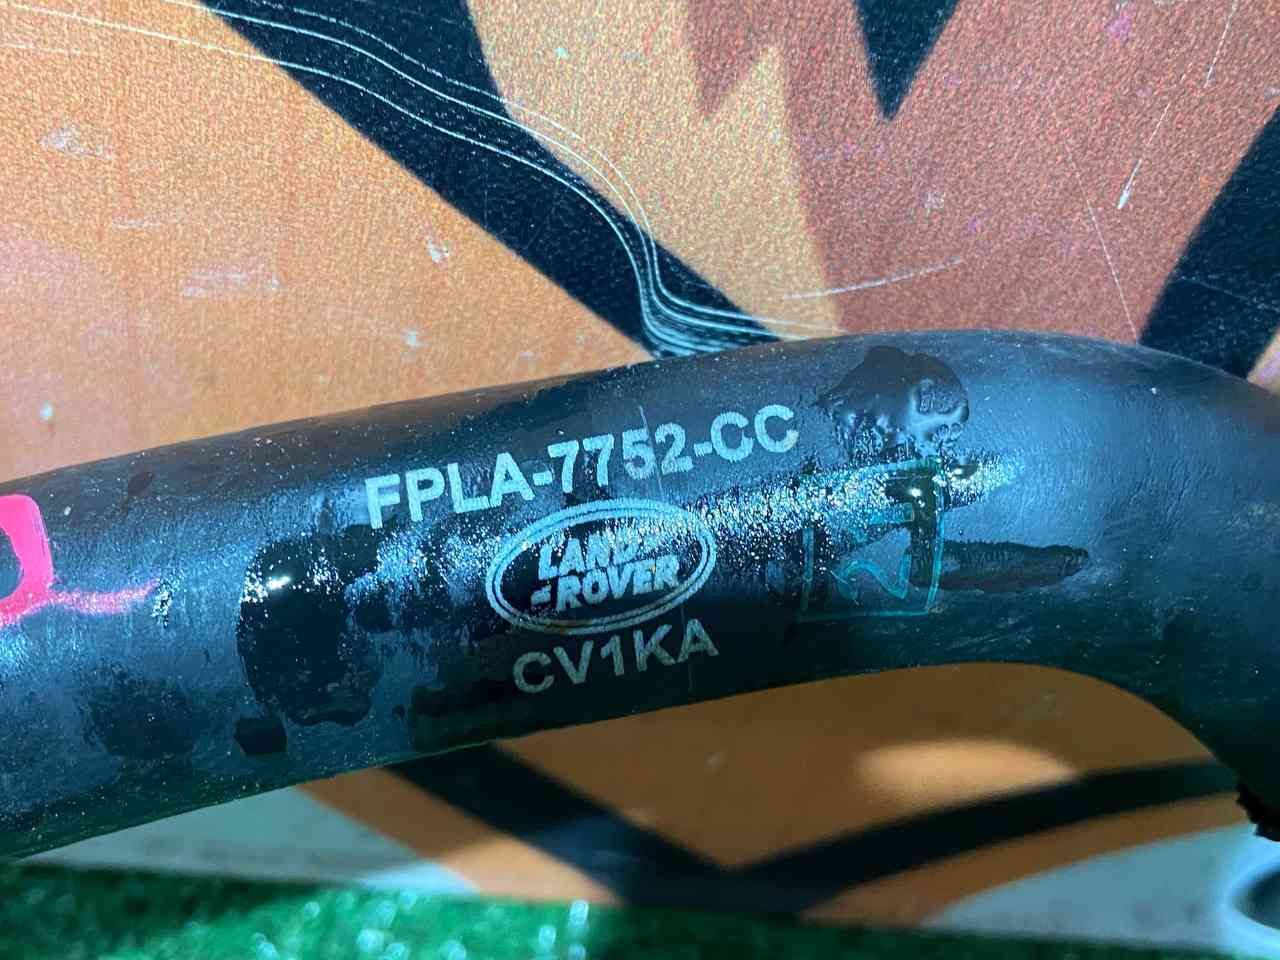 FPLA-7752-CC
LAND
ROVER
CV1KA